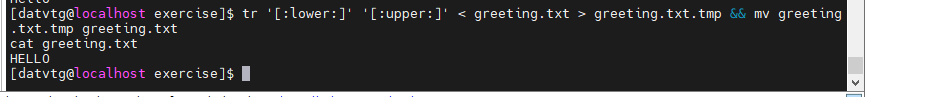 [datvtg@localhost exercise]$ tr '[:lower:]' '[:upper:]' < greeting.txt > greeting.txt.tmp && mv greeting
.txt.tmp greeting.txt
cat greeting.txt
HELLO
[datvtg@localhost exercise]$